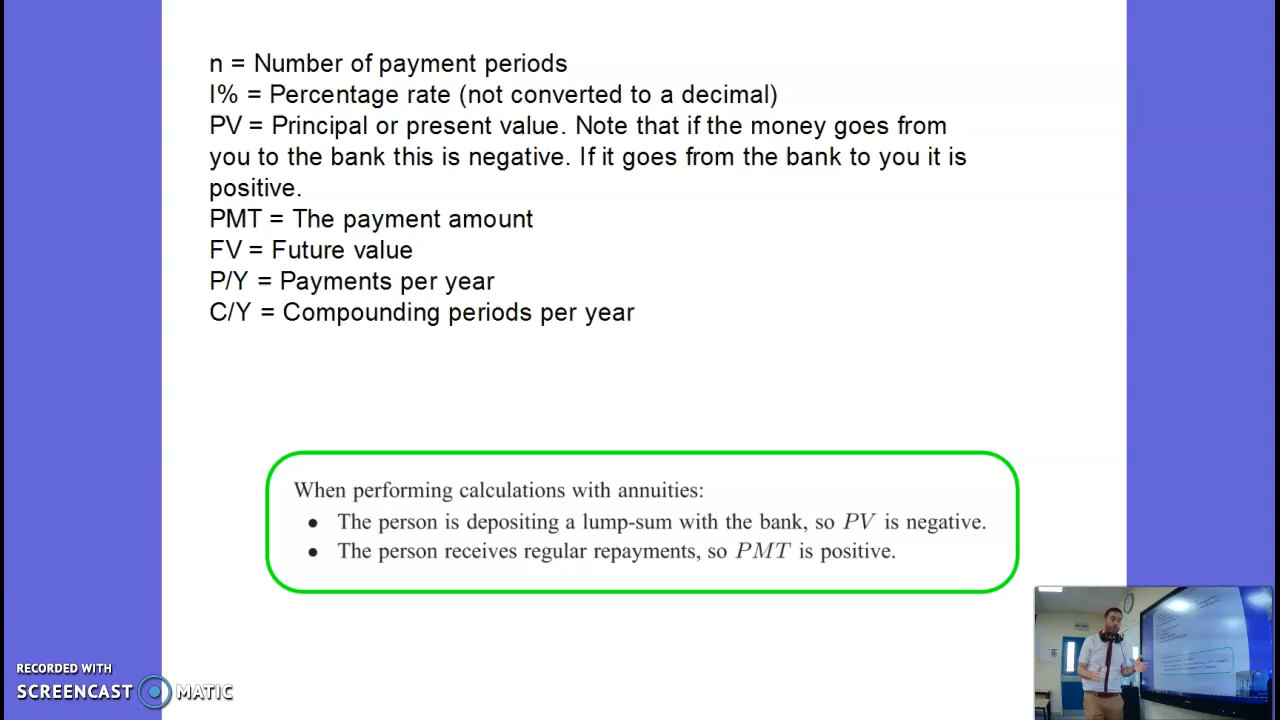 n = Number of payment periods
I% = Percentage rate (not converted to a decimal)
PV = Principal or present value. Note that if the money goes from
you to the bank this is negative. If it goes from the bank to you it is
positive.
PMT = The payment amount
FV = Future value
P/Y = Payments per year
C/Y = Compounding periods per year
When performing calculations with annuities:
● The person is depositing a lump-sum with the bank, so PV is negative.
● The person receives regular repayments, so PMT is positive.
RECORDED WITH
SCREENCAST MATIC